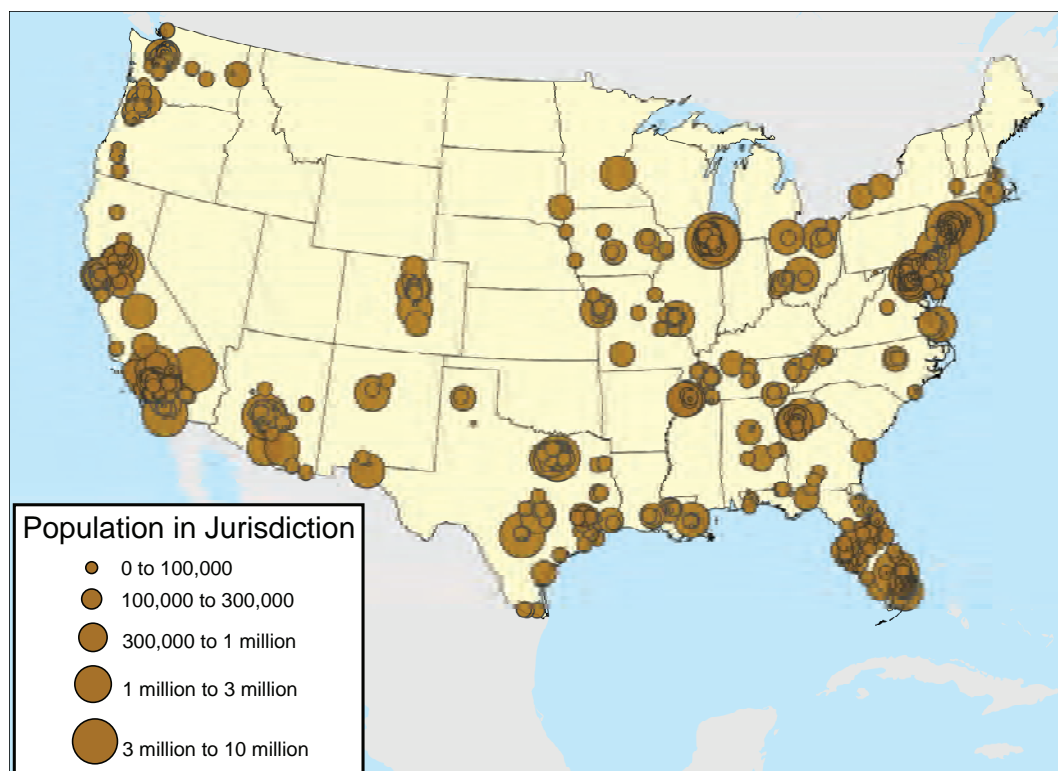 Population in Jurisdiction
0 to 100,000
100,000 to 300,000
300,000 to 1 million
1 million to 3 million
3 million to 10 million